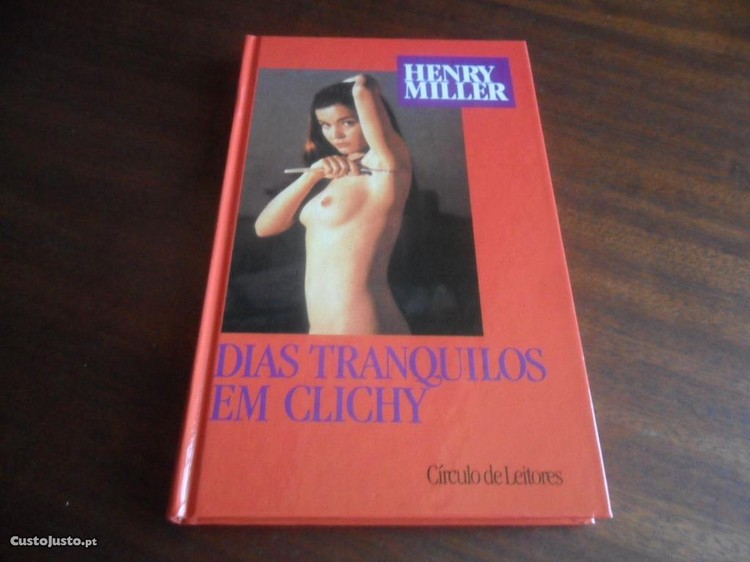 HENRY
MILLER
DIAS TRANQUILOS
EM CLICHY
Círculo de Leitores
CustoJusto.pt